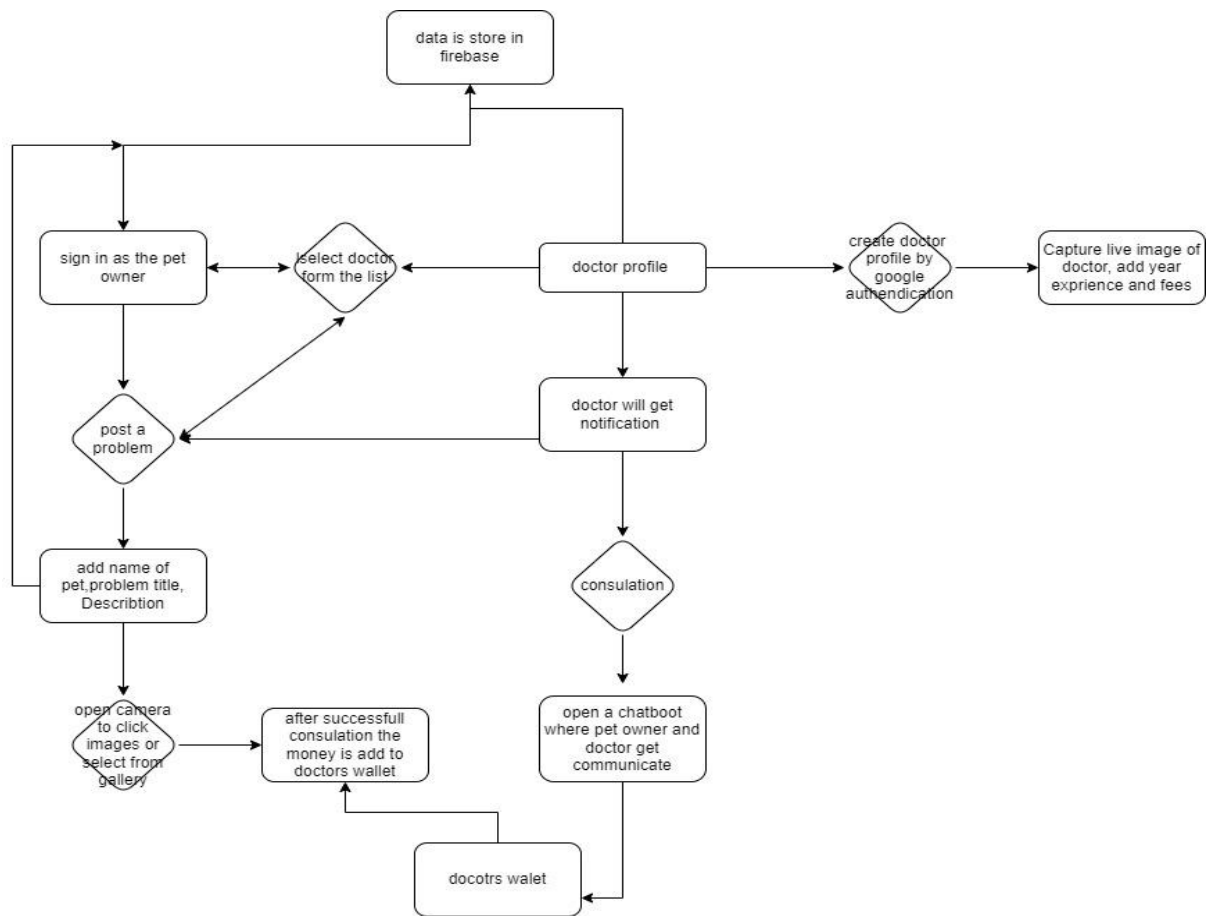 data is store in
firebase
sign in as the pet
owner
select doctor
form the list
doctor profile
create doctor
profile by
google
authendication
Capture live image of
doctor, add year
exprience and fees
post a
problem
doctor will get
notification
add name of
pet,problem title,
Describtion
consulation
open camera
to click
images or
select from
gallery
after successfull
consulation the
money is add to
doctors wallet
open a chatboot
where pet owner and
doctor get
communicate
docotrs walet